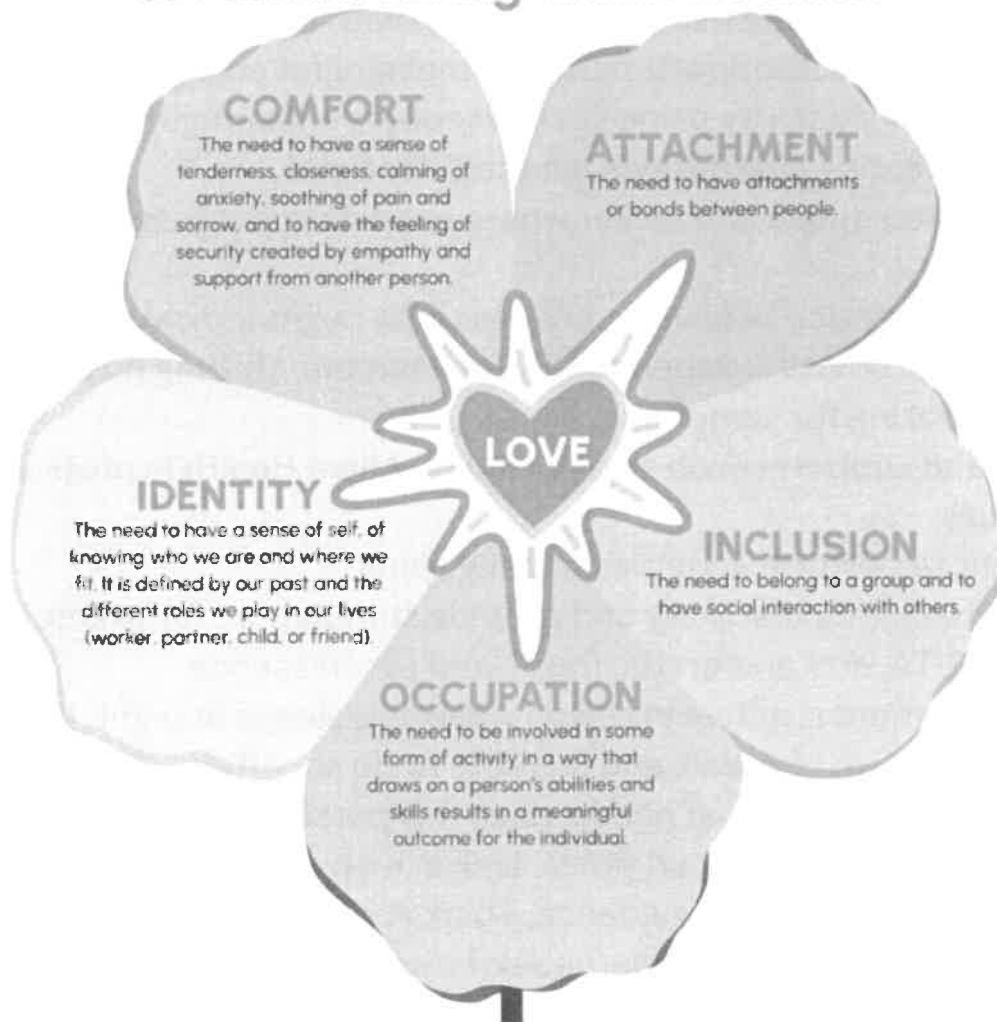 COMFORT
The need to have a sense of
tenderness, closeness, calming of
anxiety, soothing of pain and
sorrow, and to have the feeling of
security created by empathy and
support from another person.
ATTACHMENT
The need to have attachments
or bonds between people.
LOVE
IDENTITY
The need to have a sense of self, of
knowing who we are and where we
fit. It is defined by our past and the
different roles we play in our lives
(worker, partner, child, or friend).
INCLUSION
The need to belong to a group and to
have social interaction with others.
OCCUPATION
The need to be involved in some
form of activity in a way that
draws on a person's abilities and
skills results in a meaningful
outcome for the individual.